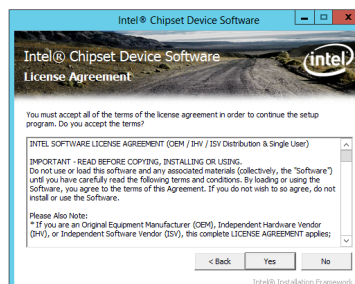 Intel® Chipset Device Software
Intel® Chipset Device Software
License Agreement
intel
You must accept all of the terms of the license agreement in order to continue the setup
program. Do you accept the terms?
INTEL SOFTWARE LICENSE AGREEMENT (OEM / IHV / ISV Distribution & Single User)
IMPORTANT - READ BEFORE COPYING, INSTALLING OR USING.
Do not use or load this software and any associated materials (collectively, the "Software")
until you have carefully read the following terms and conditions. By loading or using the
Software, you agree to the terms of this Agreement. If you do not wish to so agree, do not
install or use the Software.
Please Also Note:
* If you are an Original Equipment Manufacturer (OEM), Independent Hardware Vendor
(IHV), or Independent Software Vendor (ISV), this complete LICENSE AGREEMENT applies;
< Back Yes No
Intel® Installation Framework